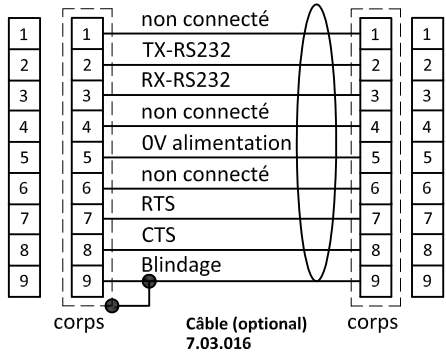 non connecté
1 1 1 1
TX-RS232
2 2 2 2
RX-RS232
3 3 3 3
non connecté
4 4 4 4
0V alimentation
5 5 5 5
non connecté
6 6 6 6
RTS
7 7 7 7
CTS
8 8 8 8
Blindage
9 9 9 9
corps Câble (optional) corps
7.03.016